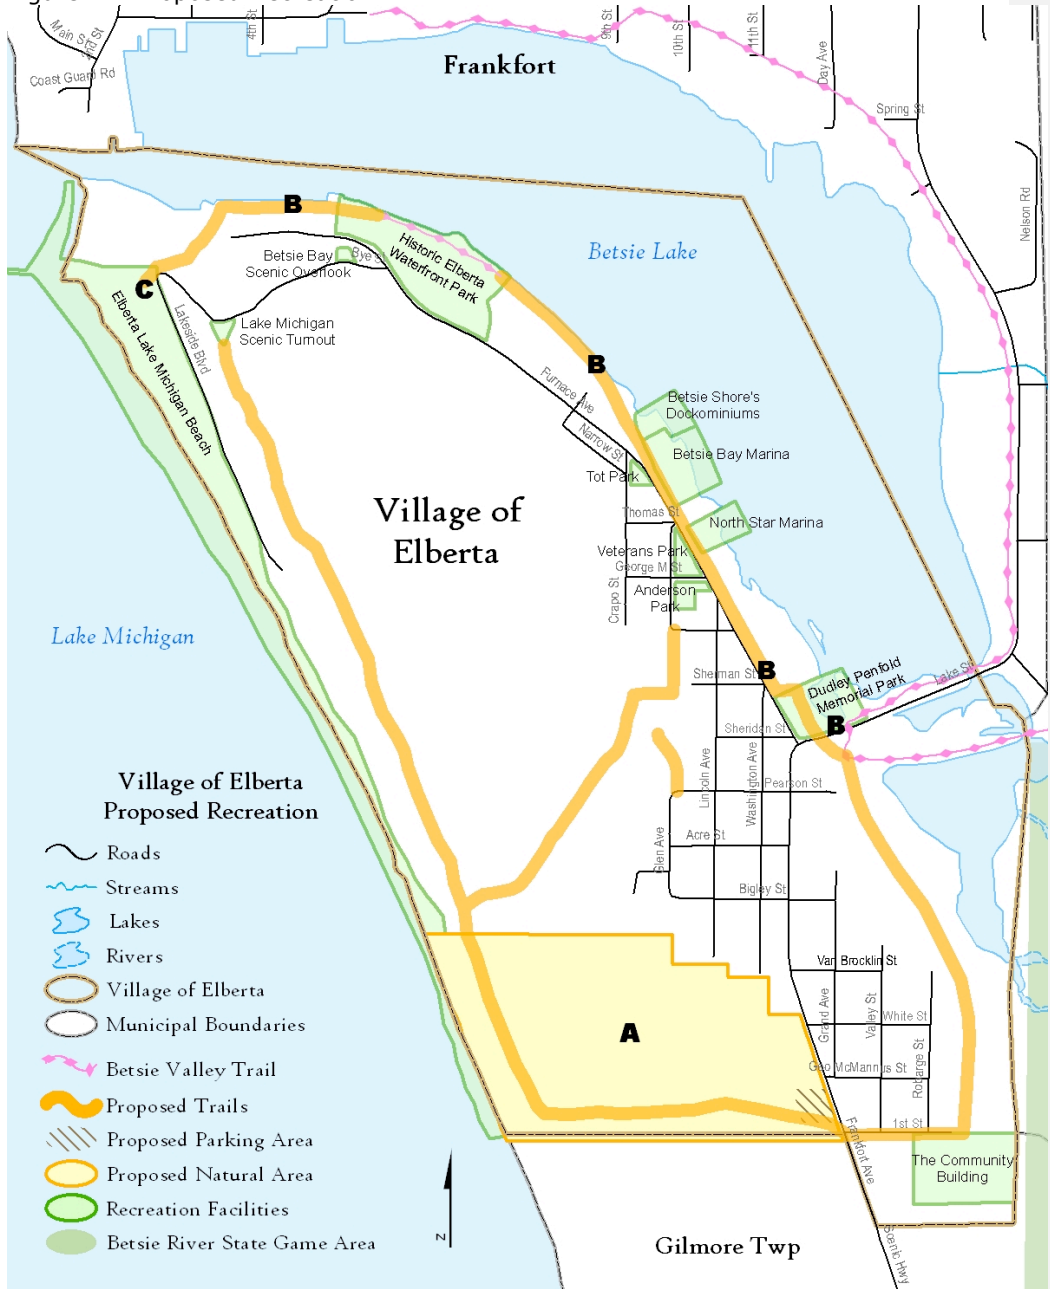 Main St
2nd St
Coast Guard Rd
4th St
9th St
10th St
11th St
Day Ave
Spring St
Nelson Rd
Frankfort
B
Betsie Bay
Scenic Overlook
Historic Elberta
Waterfront Park
Betsie Lake
C
Elberta Lake Michigan Beach
Lakeside Blvd
Lake Michigan
Scenic Turnout
B
Furnace Ave
Narrow St
Betsie Shore's
Dockominiums
Betsie Bay Marina
Tot Park
Village of
Elberta
Thomas St
North Star Marina
Veterans Park
George M St
Crapo St
Anderson
Park
Lake Michigan
Sherman St
B
Dudley Penfold
Memorial Park
Lake St
B
Sheridan St
Lincoln Ave
Washington Ave
Pearson St
Glen Ave
Acre St
Bigley St
Van Brocklin St
Grand Ave
Valley St
White St
Geo McMannus St
Robarge St
A
1st St
Frankfort Ave
The Community
Building
Gilmore Twp
Scenic Hwy
Village of Elberta
Proposed Recreation
Roads
Streams
Lakes
Rivers
Village of Elberta
Municipal Boundaries
Betsie Valley Trail
Proposed Trails
Proposed Parking Area
Proposed Natural Area
Recreation Facilities
Betsie River State Game Area
N